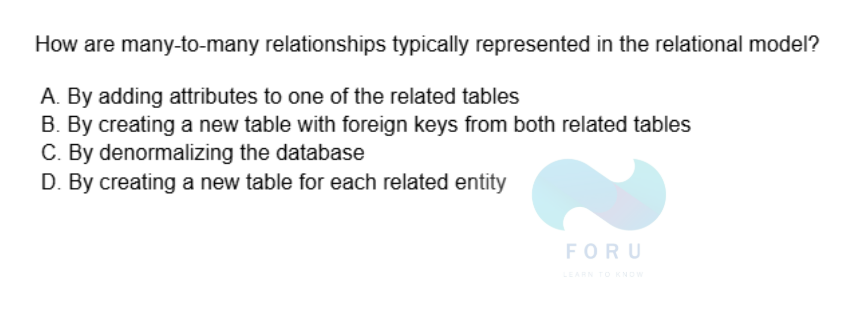 How are many-to-many relationships typically represented in the relational model?
A. By adding attributes to one of the related tables
B. By creating a new table with foreign keys from both related tables
C. By denormalizing the database
D. By creating a new table for each related entity
FORU
LEARN TO KNOW